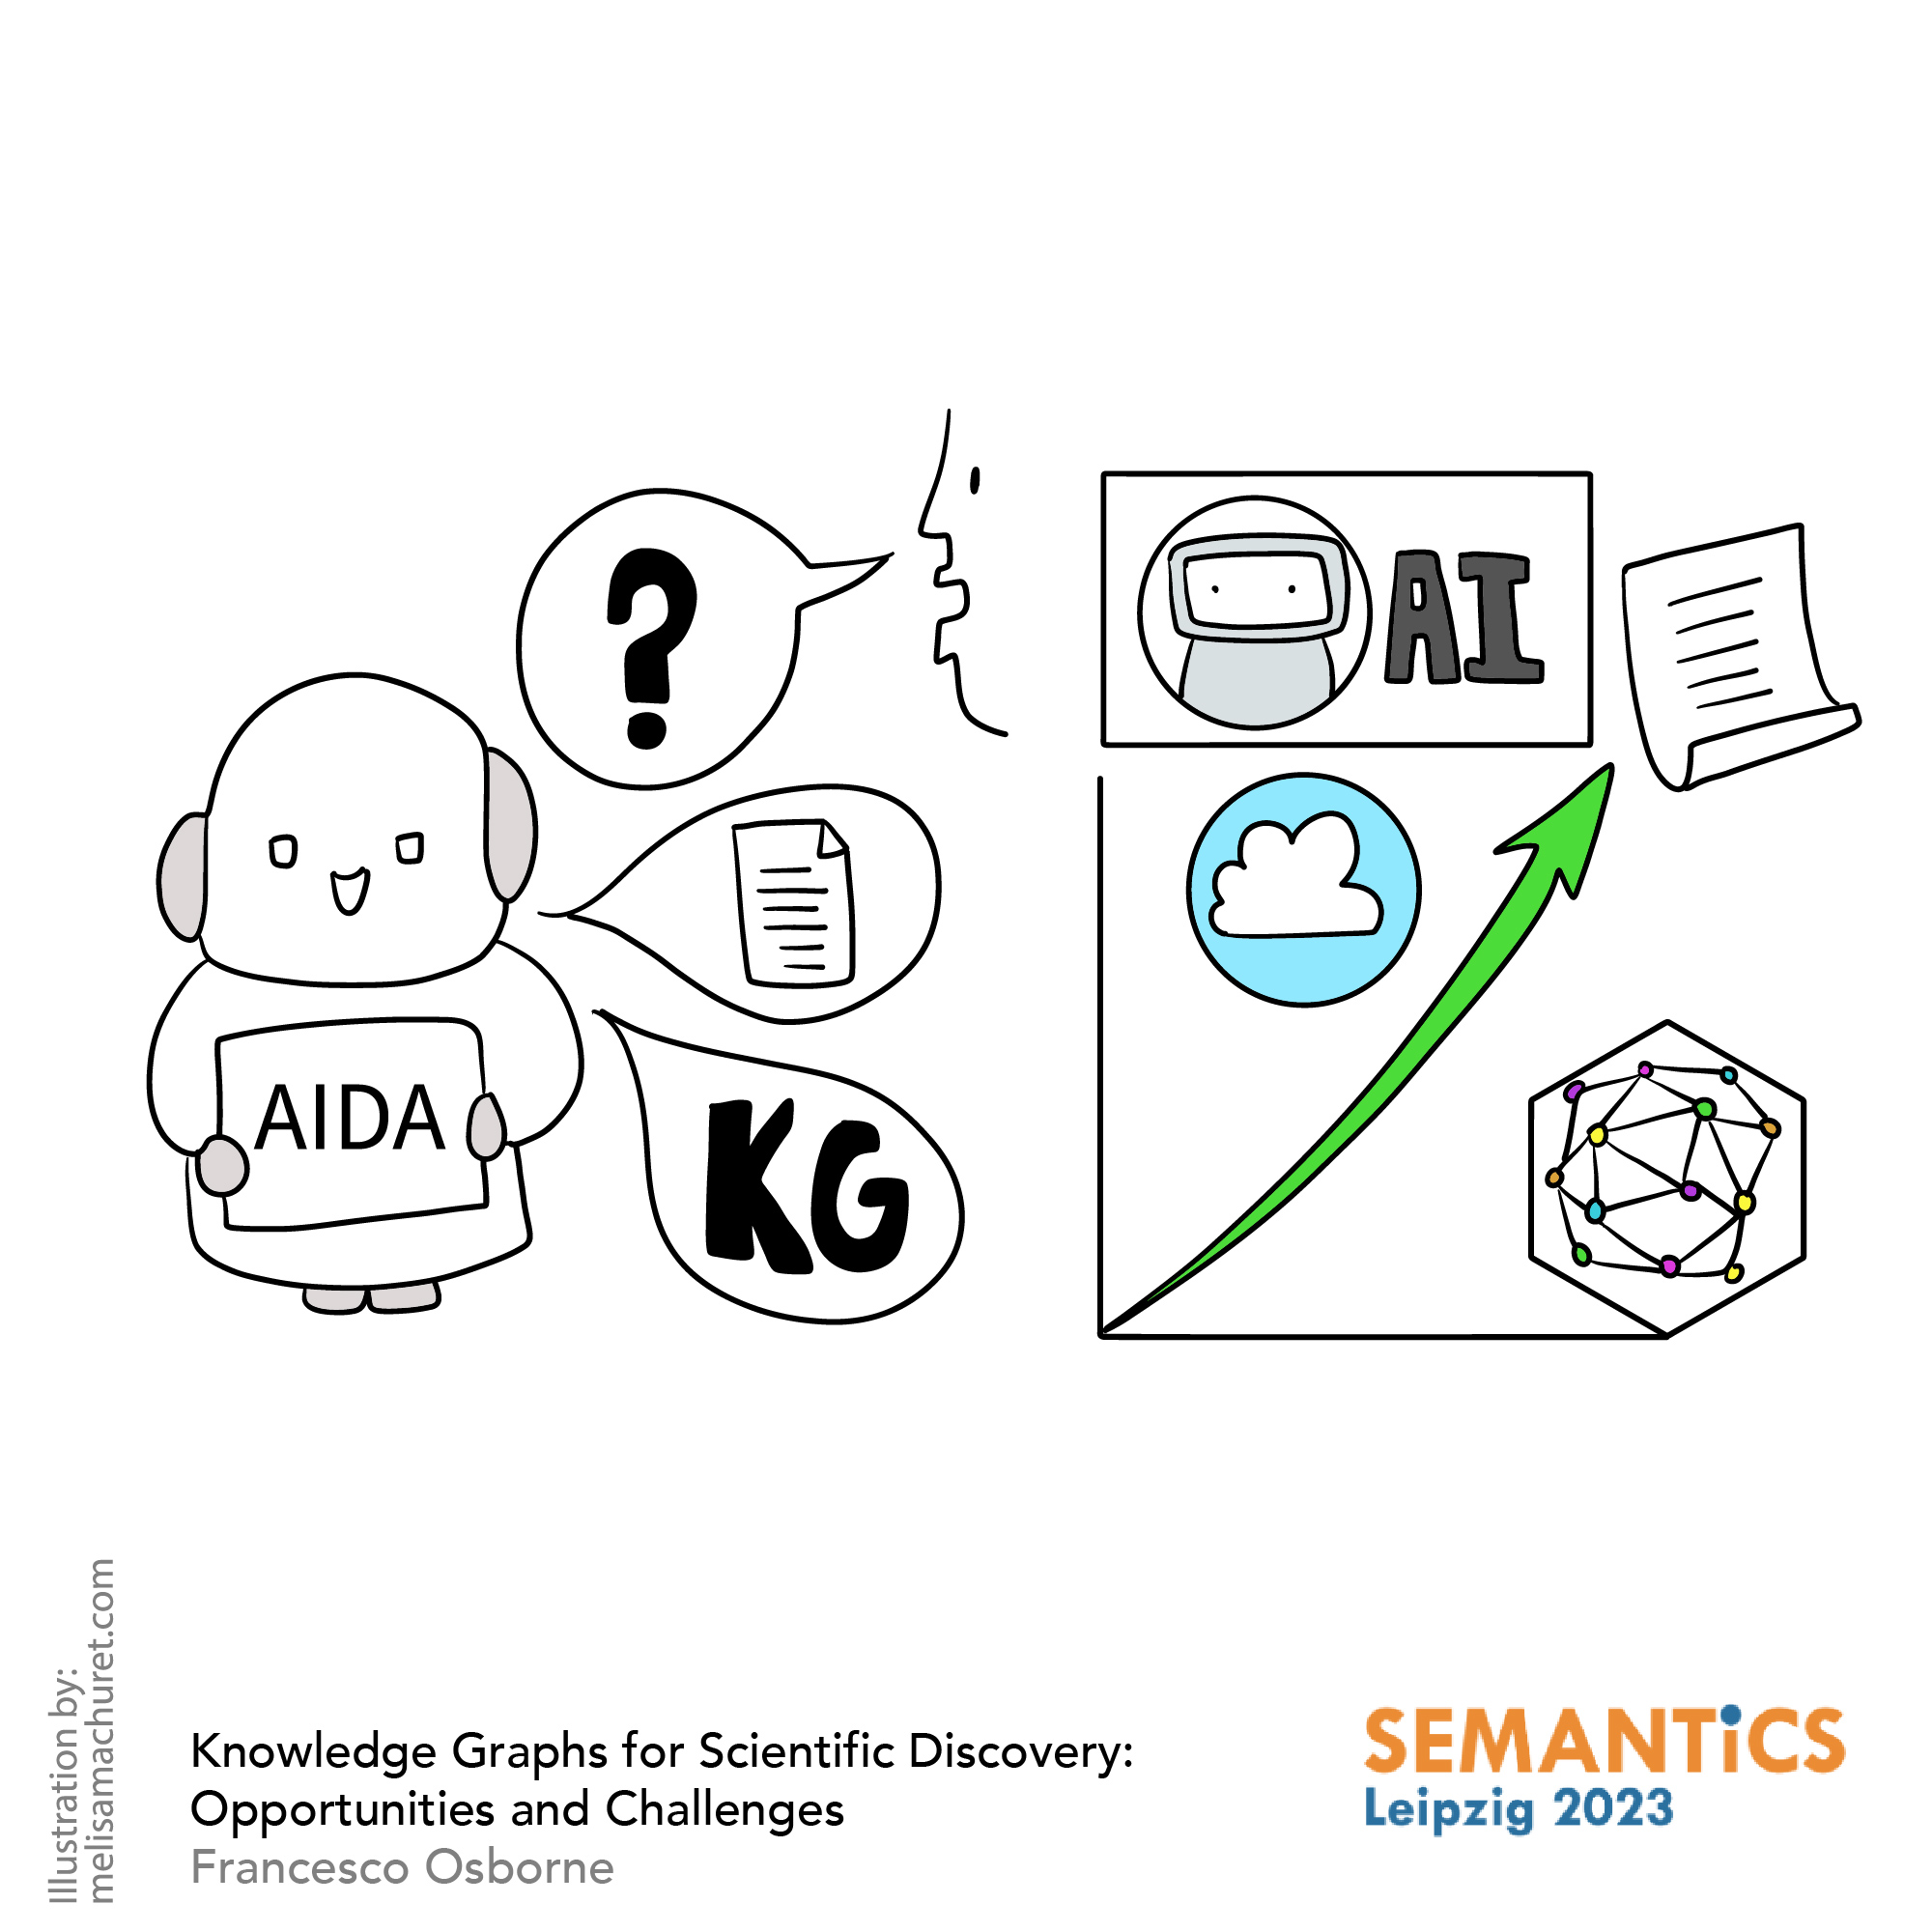 ?
AI
AIDA
KG
Illustration by:
melisamachuret.com
Knowledge Graphs for Scientific Discovery:
Opportunities and Challenges
Francesco Osborne
SEMANTiCS
Leipzig 2023